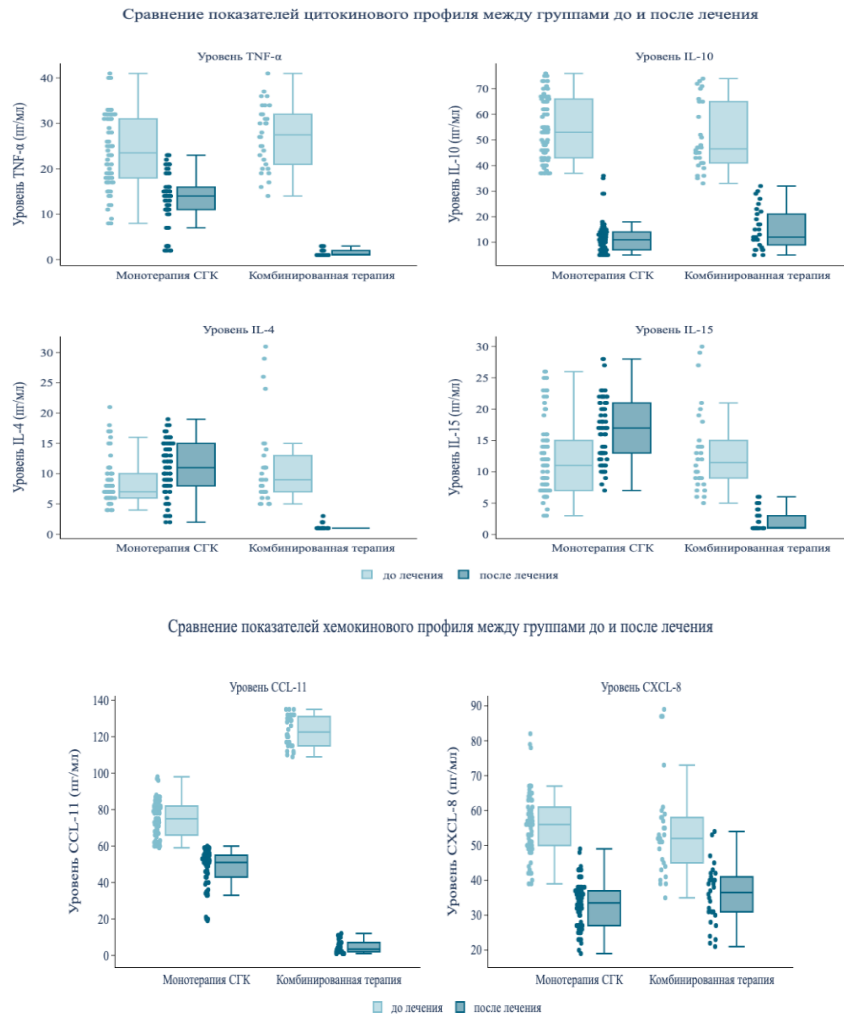 Сравнение показателей цитокинового профиля между группами до и после лечения
Уровень TNF-α
Уровень TNF-α (пг/мл)
40
30
20
10
0
Монотерапия СГК
Комбинированная терапия
Уровень IL-10
Уровень IL-10 (пг/мл)
70
60
50
40
30
20
10
Монотерапия СГК
Комбинированная терапия
Уровень IL-4
Уровень IL-4 (пг/мл)
30
25
20
15
10
5
0
Монотерапия СГК
Комбинированная терапия
Уровень IL-15
Уровень IL-15 (пг/мл)
30
25
20
15
10
5
0
Монотерапия СГК
Комбинированная терапия
до лечения
после лечения
Сравнение показателей хемокинового профиля между группами до и после лечения
Уровень CCL-11
Уровень CCL-11 (пг/мл)
140
120
100
80
60
40
20
0
Монотерапия СГК
Комбинированная терапия
Уровень CXCL-8
Уровень CXCL-8 (пг/мл)
90
80
70
60
50
40
30
20
Монотерапия СГК
Комбинированная терапия
до лечения
после лечения